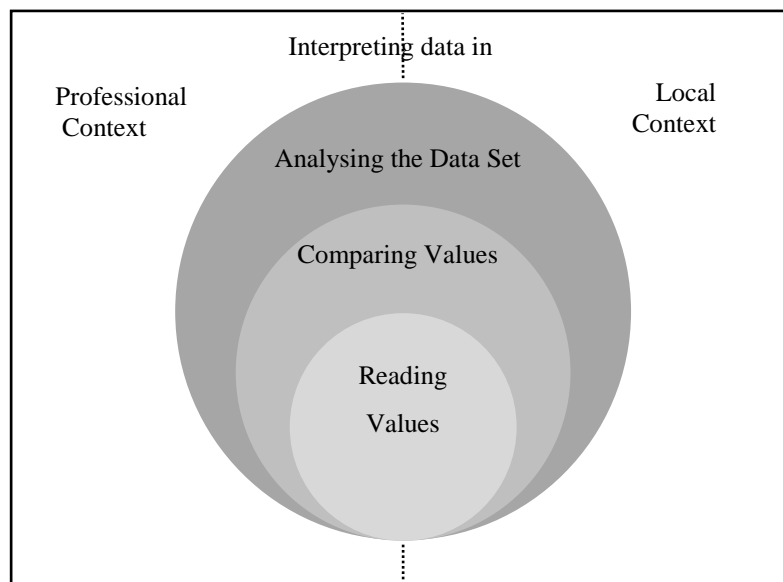 Interpreting data in
Professional
Context
Local
Context
Analysing the Data Set
Comparing Values
Reading
Values